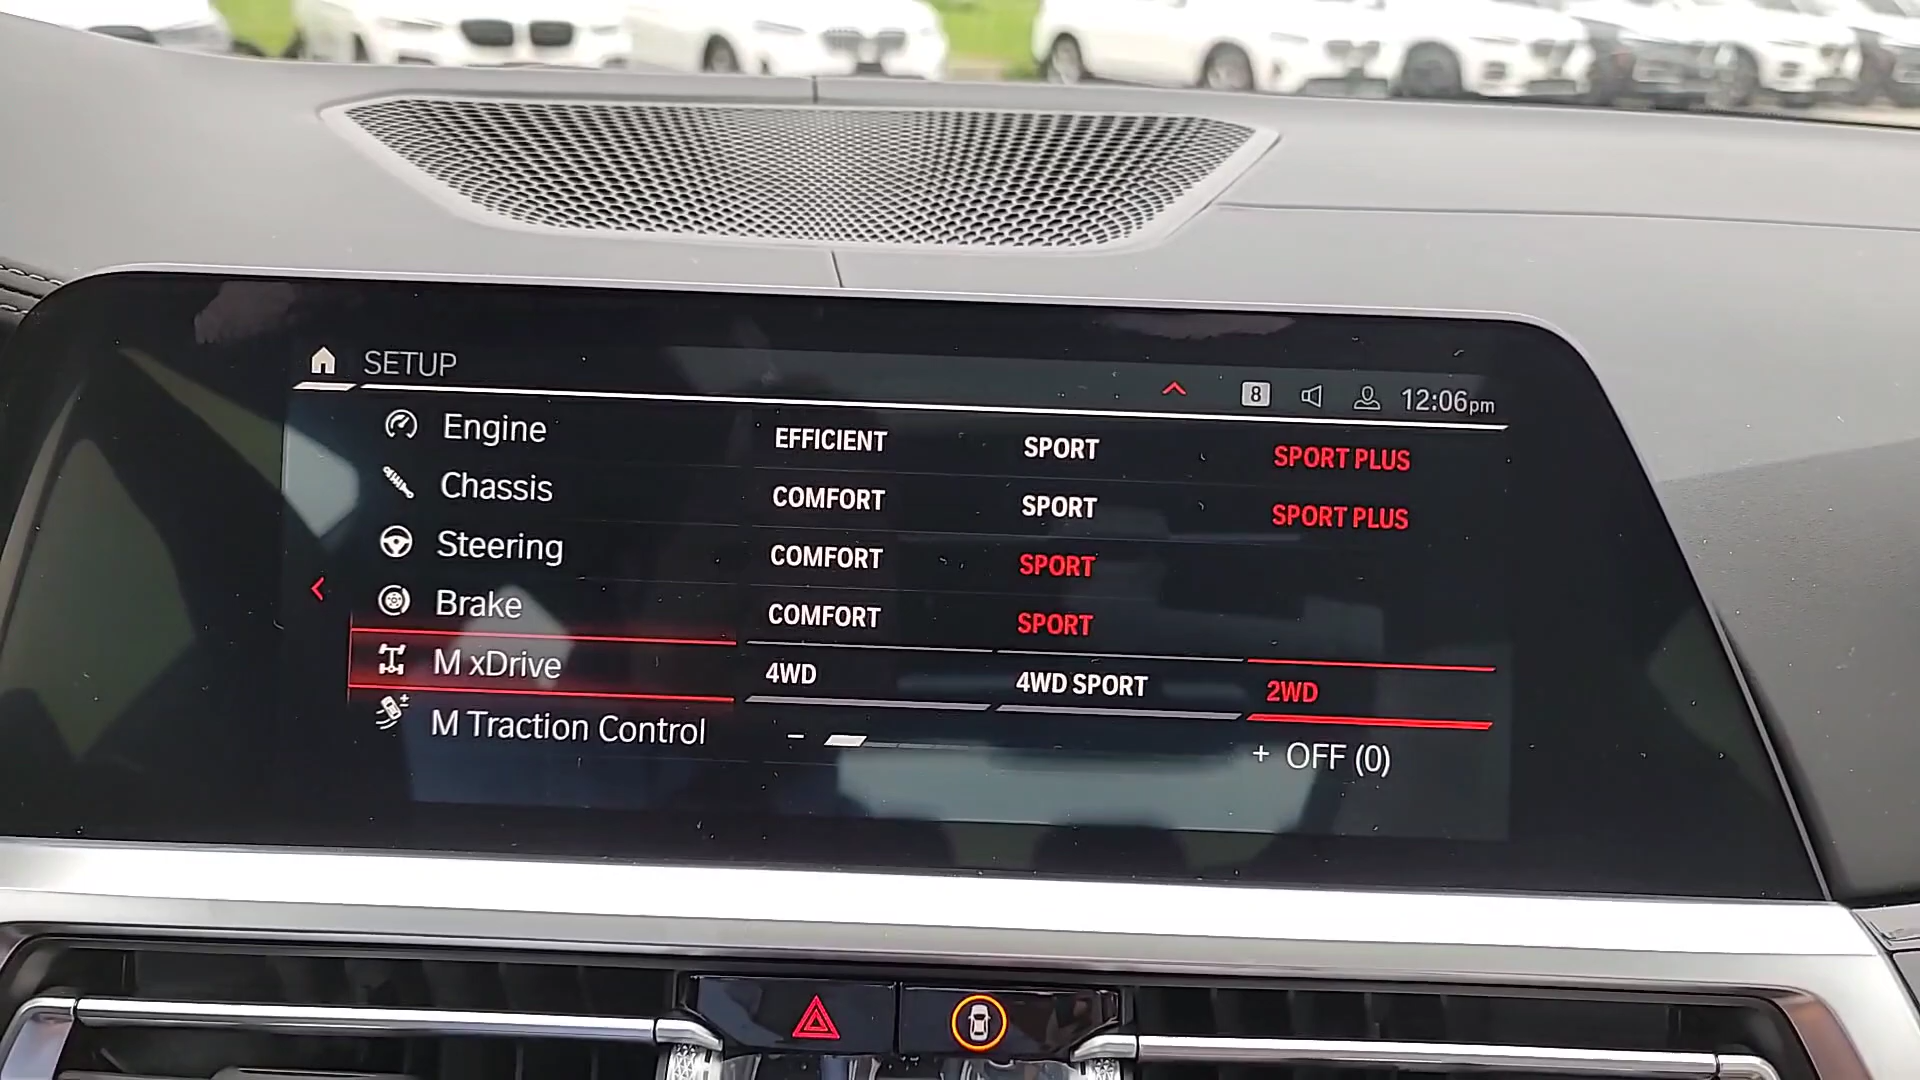 SETUP
8 12:06pm
Engine EFFICIENT SPORT SPORT PLUS
Chassis COMFORT SPORT SPORT PLUS
Steering COMFORT SPORT
Brake COMFORT SPORT
M xDrive 4WD 4WD SPORT 2WD
M Traction Control - + OFF (0)